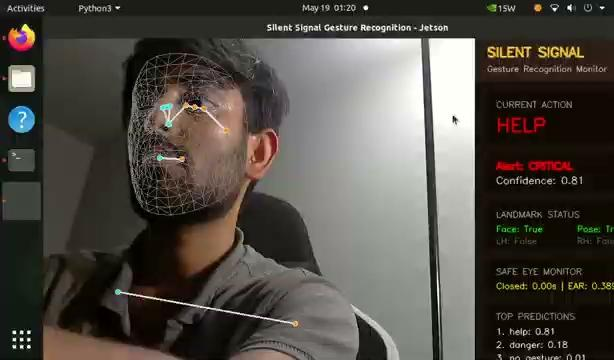 Activities Python3 May 19 01:20 15W
Silent Signal Gesture Recognition - Jetson
SILENT SIGNAL
Gesture Recognition Monitor
CURRENT ACTION
HELP
Alert: CRITICAL
Confidence: 0.81
LANDMARK STATUS
Face: True Pose: Tr
LH: False RH: Fa
SAFE EYE MONITOR
Closed: 0.00s | EAR: 0.38
TOP PREDICTIONS
1. help: 0.81
2. danger: 0.18
3. no gesture: 0.01